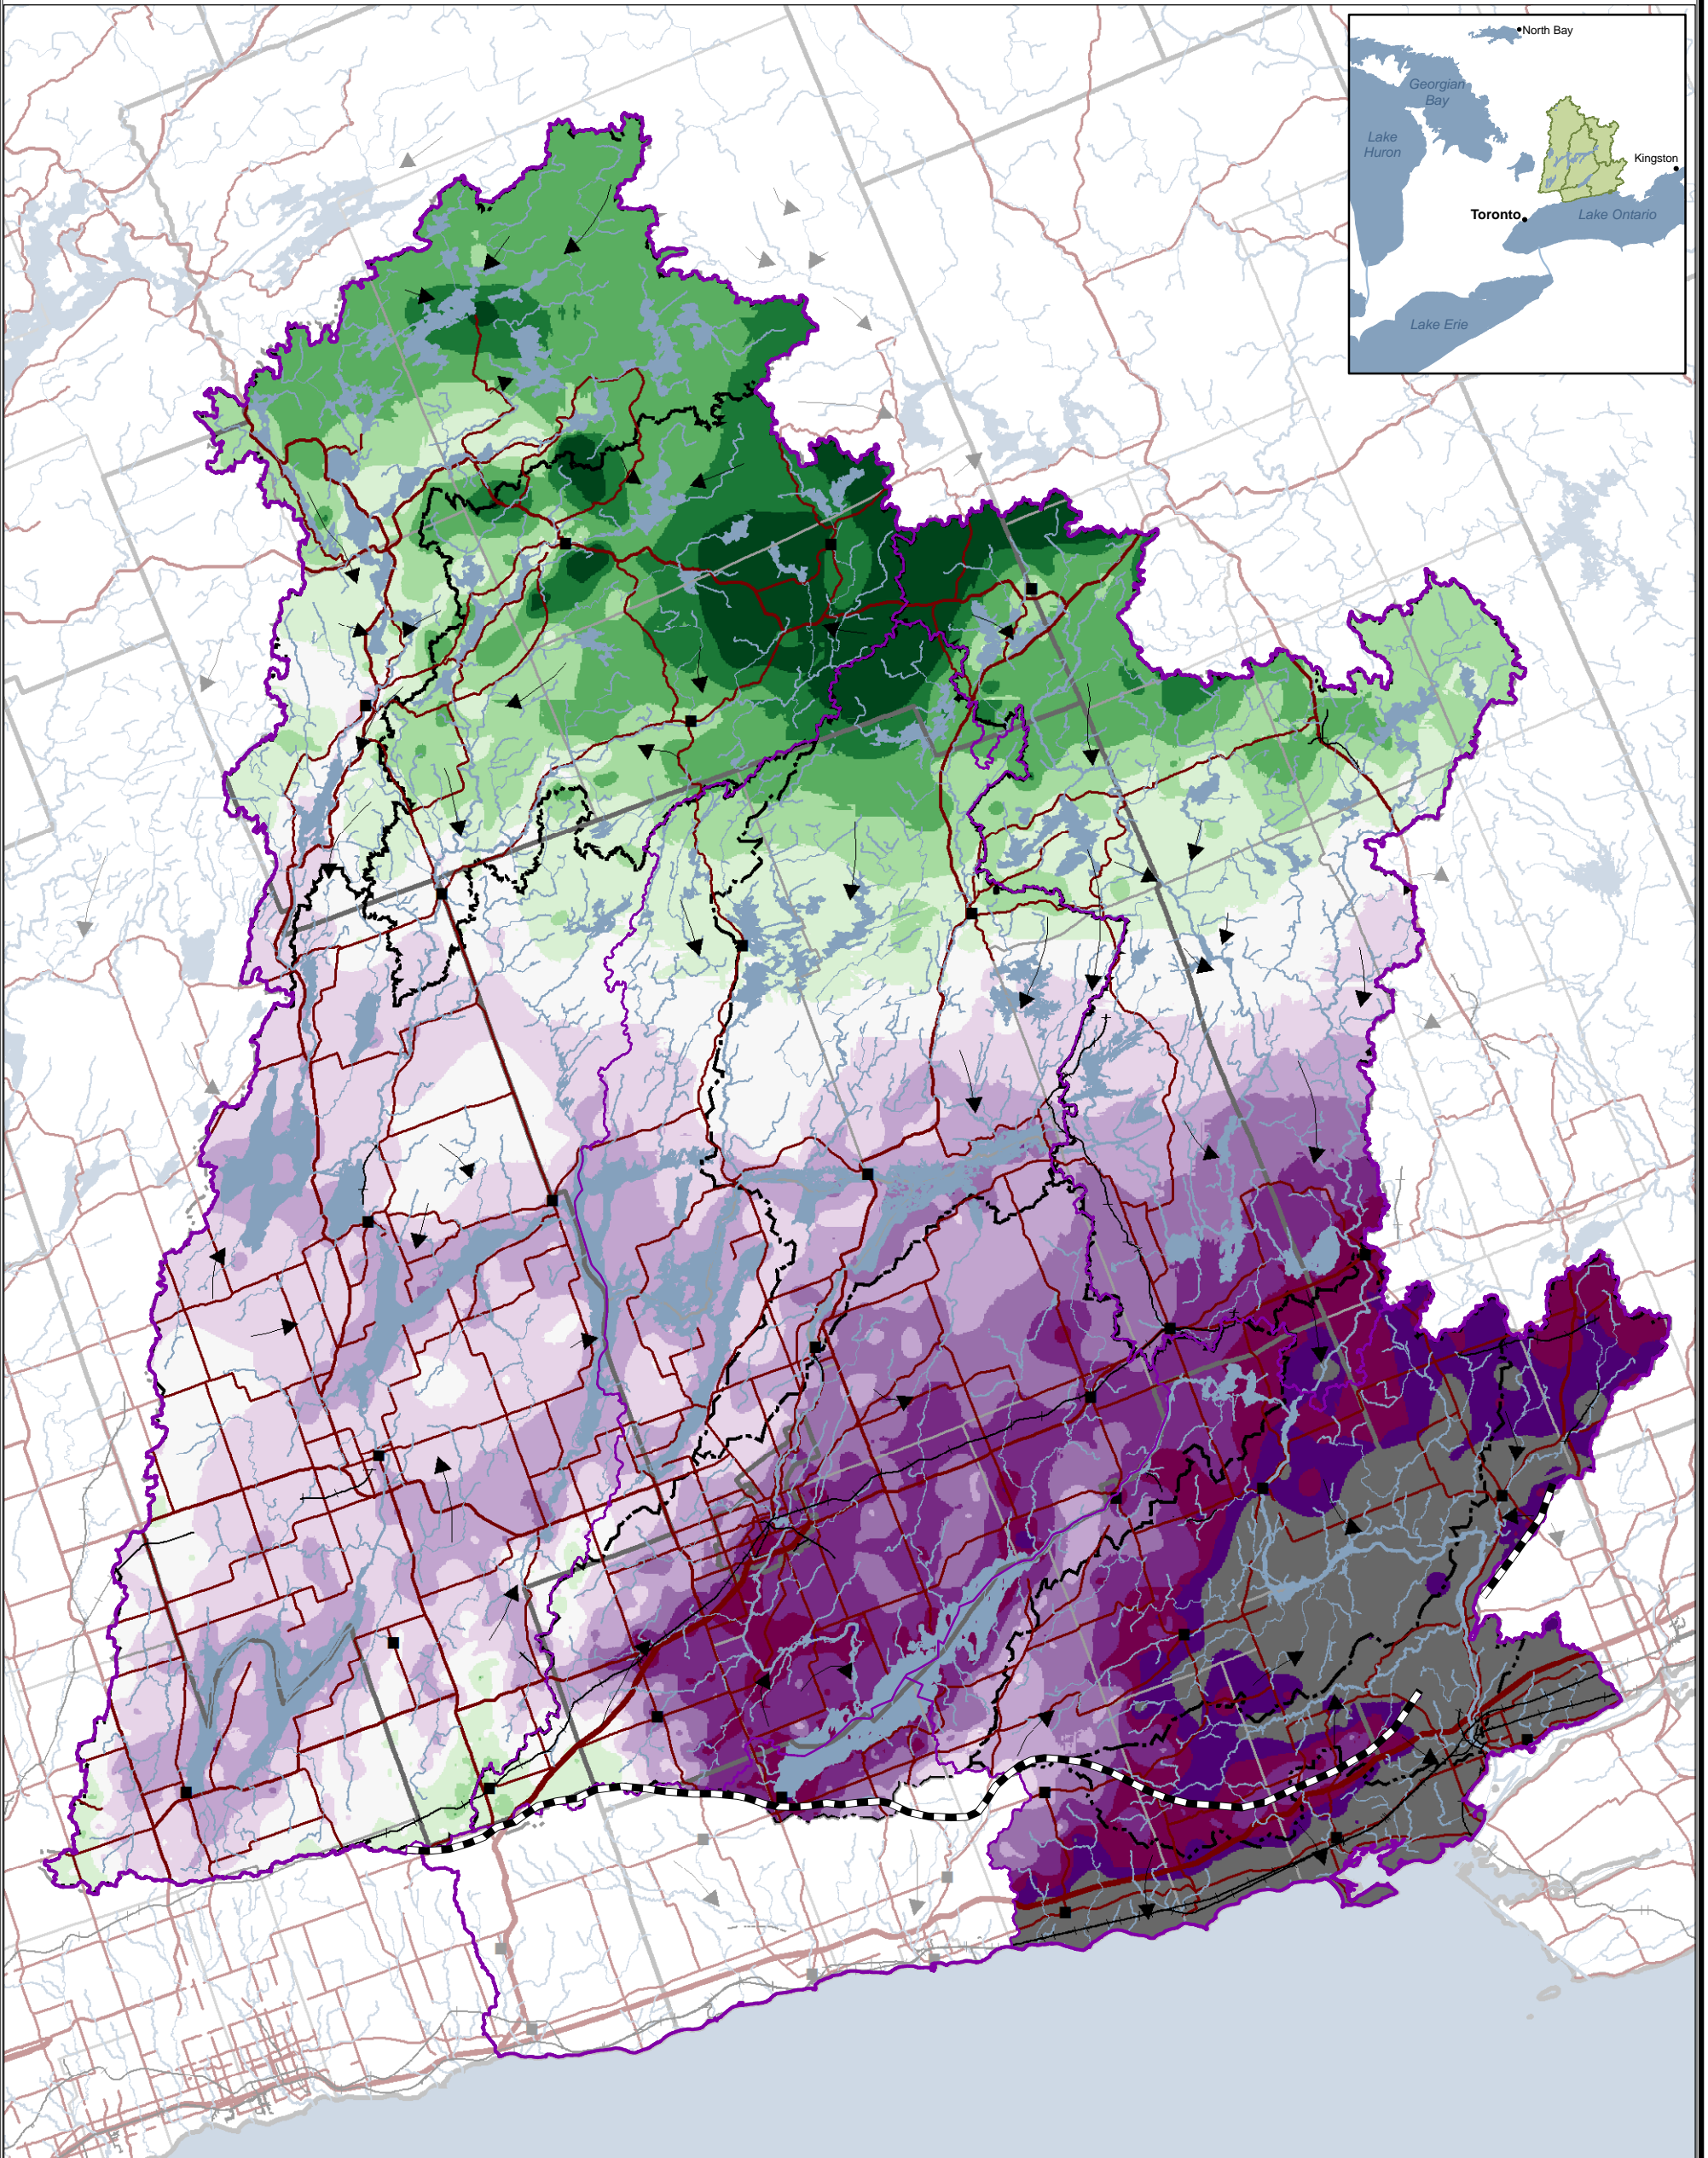 North Bay
Georgian
Bay
Lake
Huron
Kingston
Toronto
Lake Ontario
Lake Erie